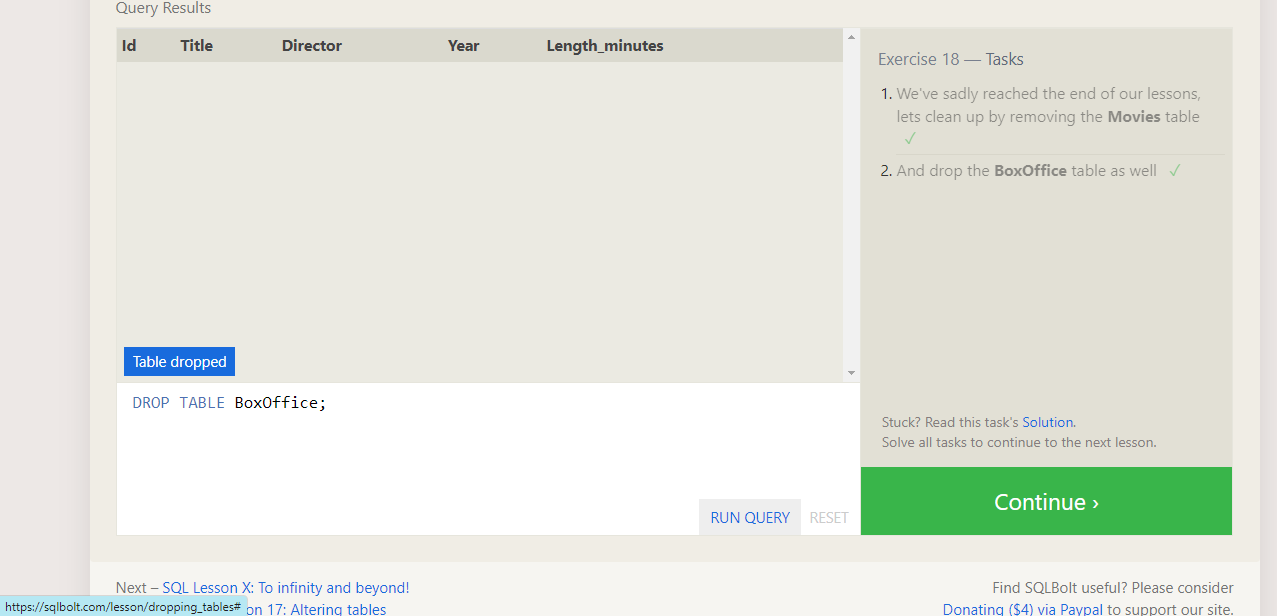 Query Results
Id Title Director Year Length_minutes
Table dropped
DROP TABLE BoxOffice;
RUN QUERY RESET
Exercise 18 — Tasks
1. We've sadly reached the end of our lessons,
lets clean up by removing the Movies table
✓
2. And drop the BoxOffice table as well ✓
Stuck? Read this task's Solution.
Solve all tasks to continue to the next lesson.
Continue ›
Next – SQL Lesson X: To infinity and beyond!
on 17: Altering tables
Find SQLBolt useful? Please consider
Donating ($4) via Paypal to support our site.
https://sqlbolt.com/lesson/dropping_tables#